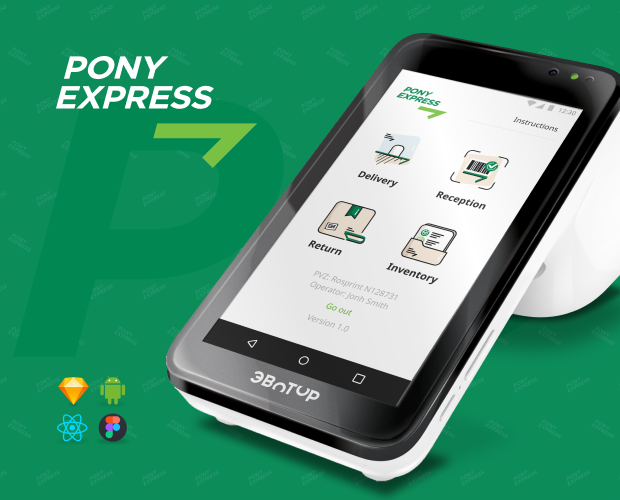 PONY
EXPRESS
PONY
EXPRESS
12:30
Instructions
Delivery
Reception
Return
Inventory
PVZ: Rosprint N128731
Operator: Jonh Smith
Go out
Version 1.0
ЭВОТОР